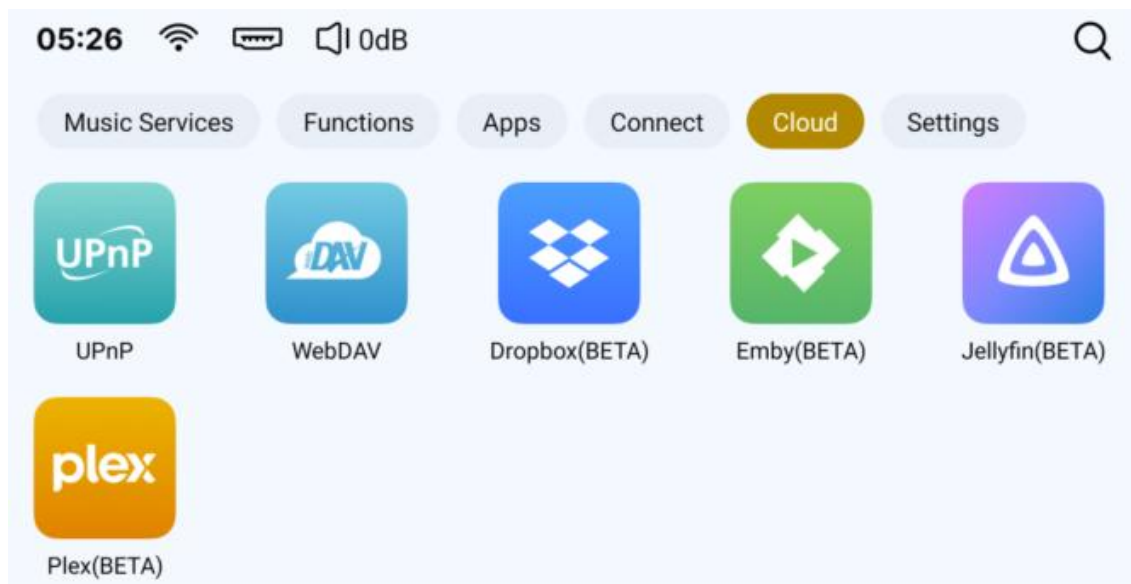 05:26 0dB
Music Services Functions Apps Connect Cloud Settings
UPnP DAV
UPnP WebDAV Dropbox(BETA) Emby(BETA) Jellyfin(BETA)
plex
Plex(BETA)